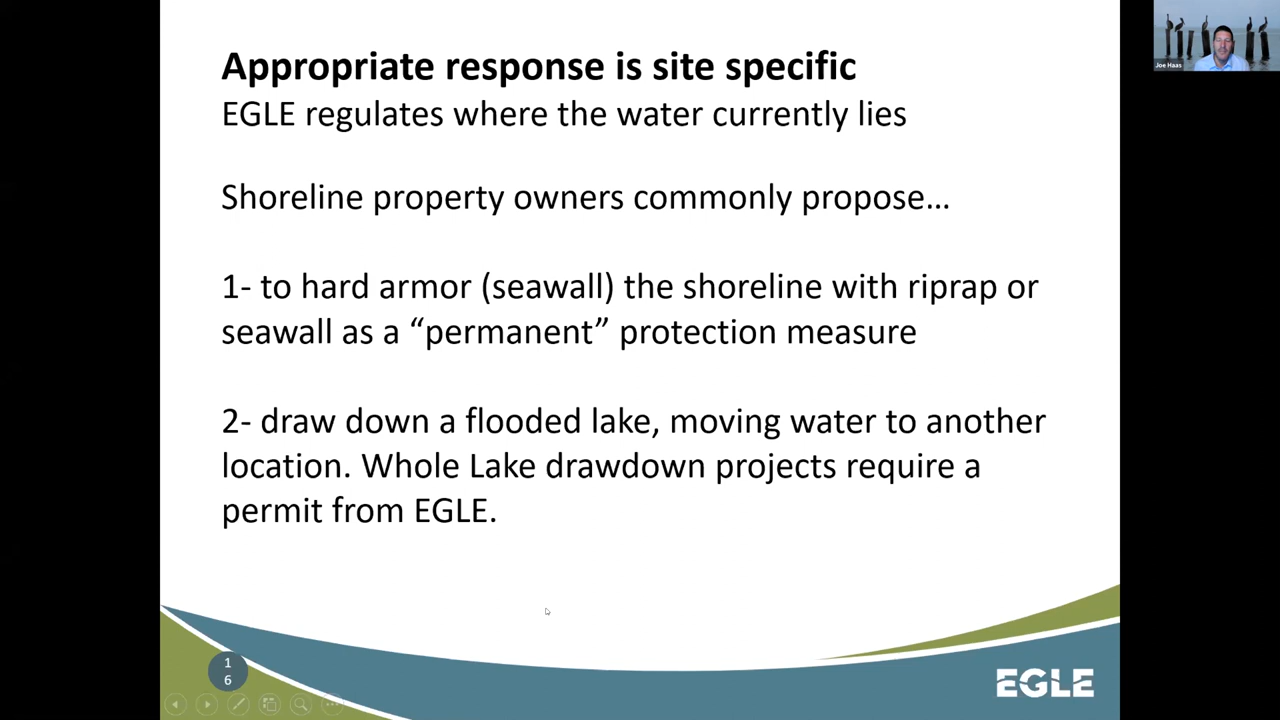 Appropriate response is site specific
EGLE regulates where the water currently lies
Shoreline property owners commonly propose…
1- to hard armor (seawall) the shoreline with riprap or
seawall as a “permanent” protection measure
2- draw down a flooded lake, moving water to another
location. Whole Lake drawdown projects require a
permit from EGLE.
1
6
EGLE
Joe Haas